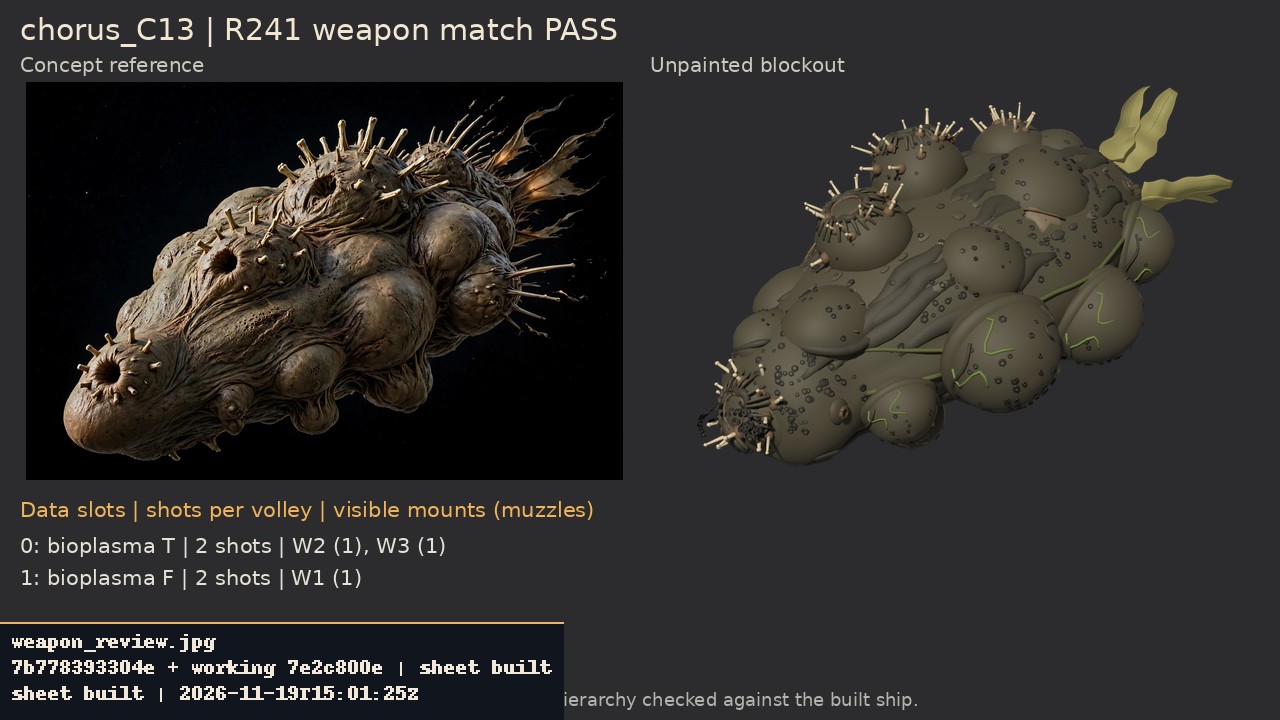 chorus_C13 | R241 weapon match PASS
Concept reference
Unpainted blockout
Data slots | shots per volley | visible mounts (muzzles)
0: bioplasma T | 2 shots | W2 (1), W3 (1)
1: bioplasma F | 2 shots | W1 (1)
weapon_review.jpg
7b778393304e + working 7e2c800e | sheet built
sheet built | 2026-11-19T15:01:25Z
checked against the built ship.